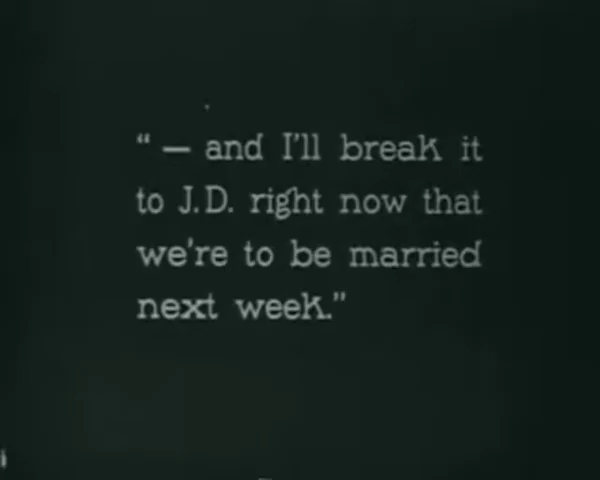 “ — and I'll break it
to J.D. right now that
we're to be married
next week."